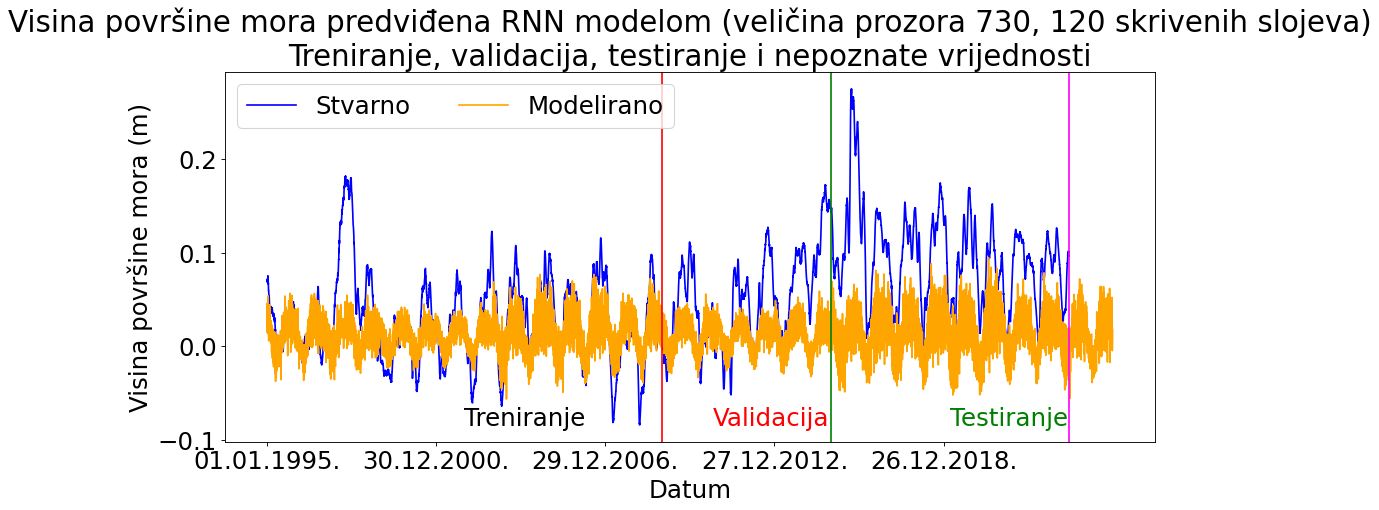 Visina površine mora predviđena RNN modelom (veličina prozora 730, 120 skrivenih slojeva)
Treniranje, validacija, testiranje i nepoznate vrijednosti
Stvarno Modelirano
Visina površine mora (m)
0.2
0.1
0.0
−0.1
Treniranje Validacija Testiranje
01.01.1995. 30.12.2000. 29.12.2006. 27.12.2012. 26.12.2018.
Datum